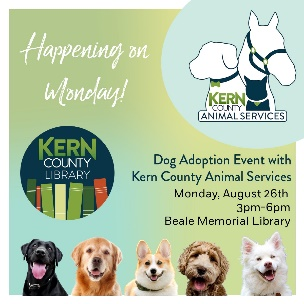 Happening on
Monday!
KERN
COUNTY
ANIMAL SERVICES
KERN
COUNTY
LIBRARY
Dog Adoption Event with
Kern County Animal Services
Monday, August 26th
3pm-6pm
Beale Memorial Library